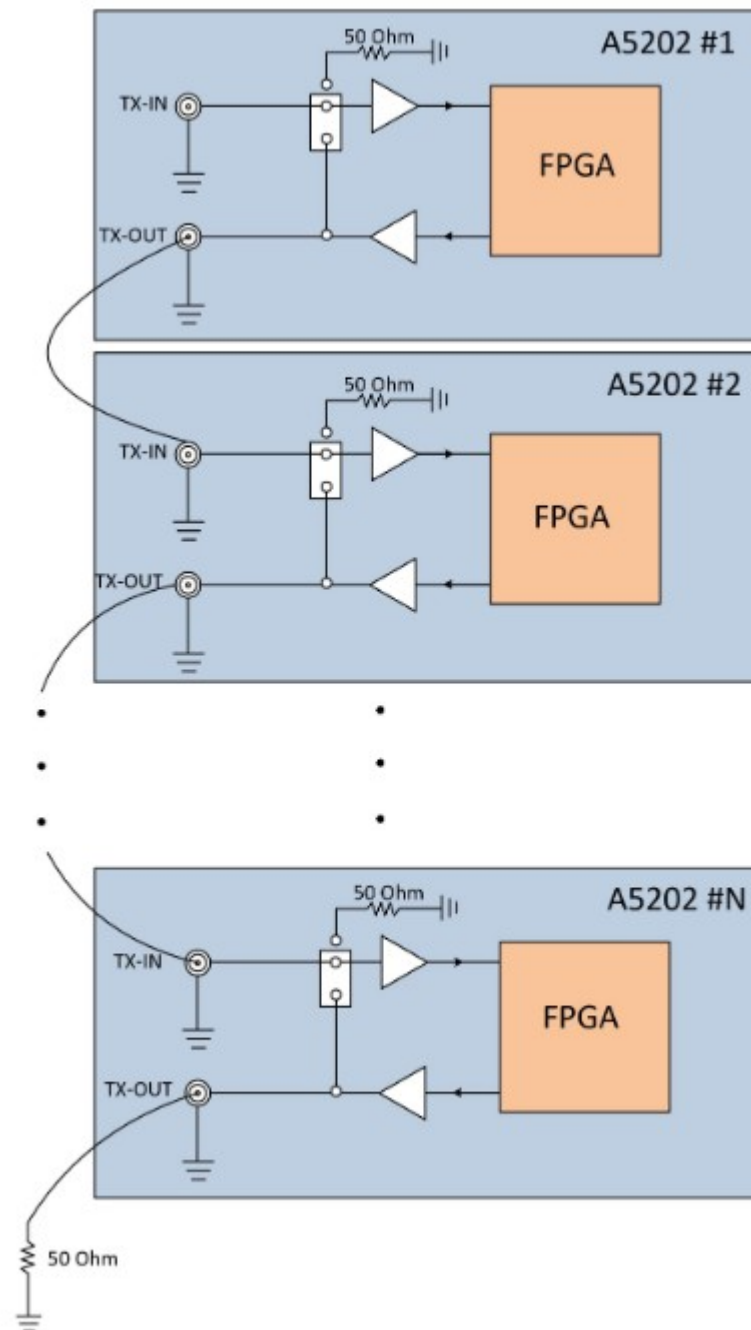 50 Ohm
A5202 #1
TX-IN
FPGA
TX-OUT
50 Ohm
A5202 #2
TX-IN
FPGA
TX-OUT
50 Ohm
A5202 #N
TX-IN
FPGA
TX-OUT
50 Ohm